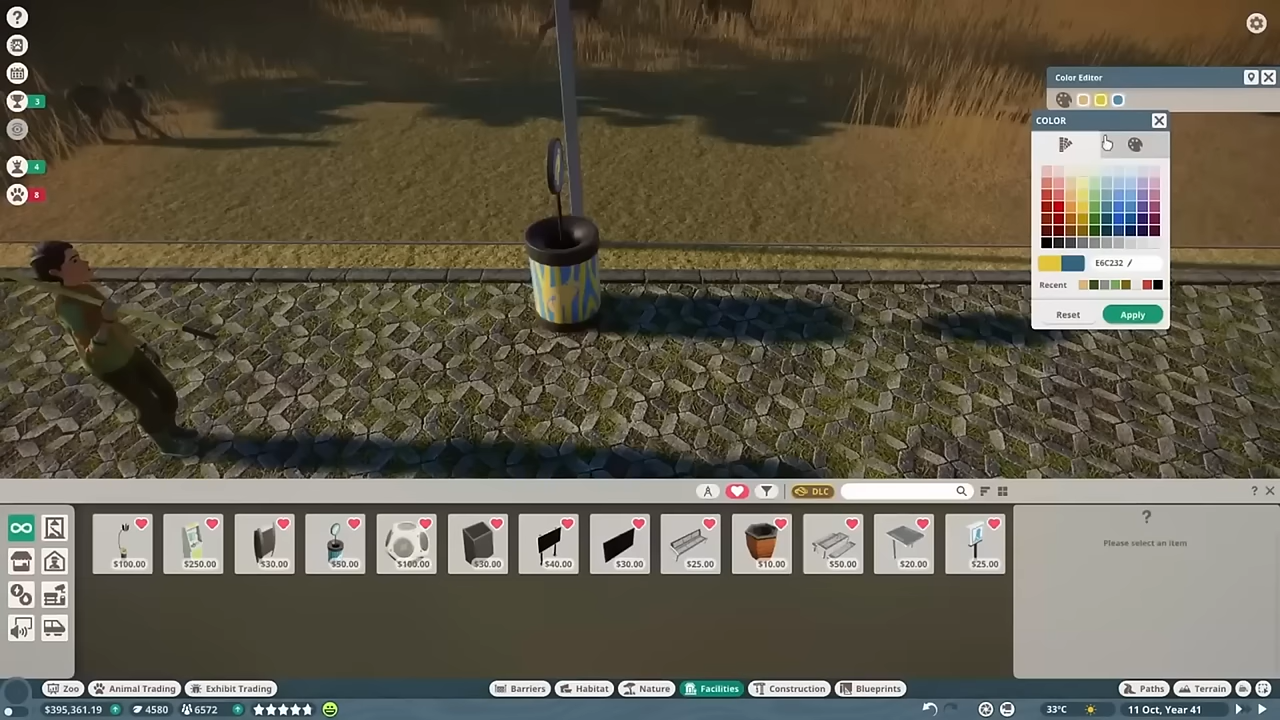 ?
3
4
8
Color Editor
COLOR
E6C232 /
Recent
Reset
Apply
DLC
? ×
$100.00
$250.00
$30.00
$50.00
$100.00
$30.00
$40.00
$30.00
$25.00
$10.00
$50.00
$20.00
$25.00
?
Please select an item
Zoo
Animal Trading
Exhibit Trading
Barriers
Habitat
Nature
Facilities
Construction
Blueprints
Paths
Terrain
$395,361.19
4580
6572
33°C
11 Oct, Year 41